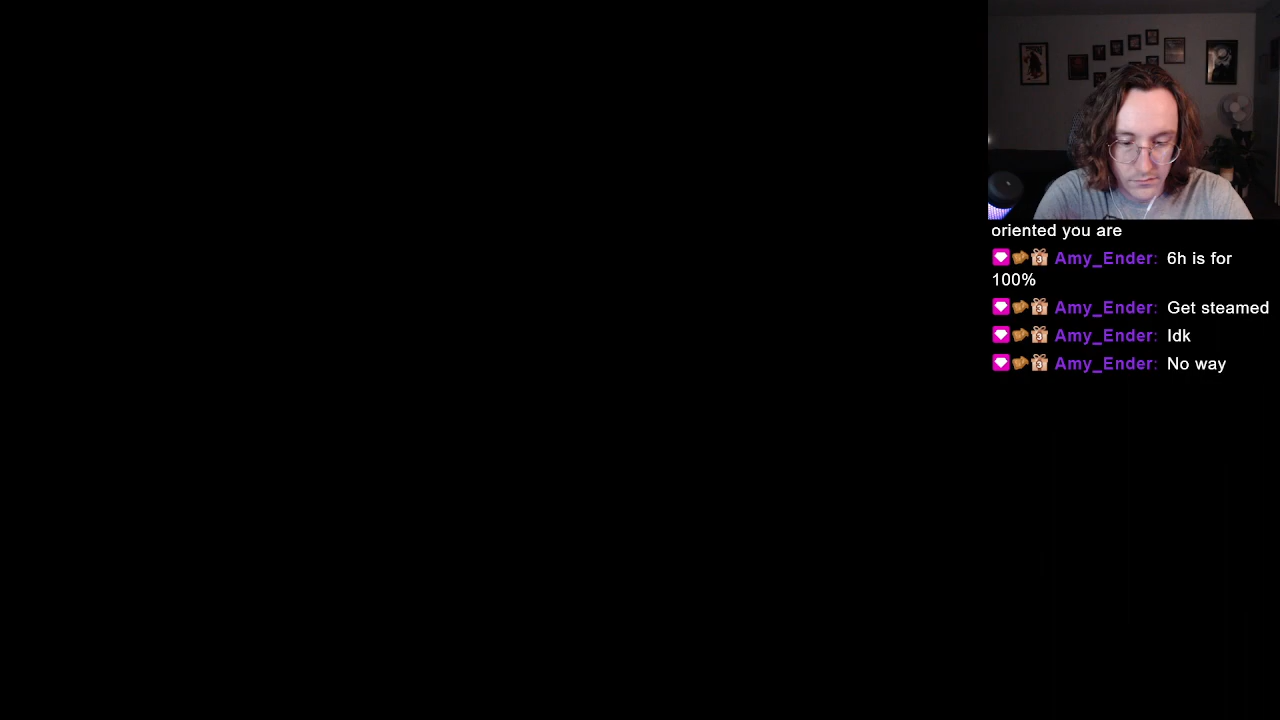 oriented you are
Amy_Ender: 6h is for
100%
Amy_Ender: Get steamed
Amy_Ender: Idk
Amy_Ender: No way